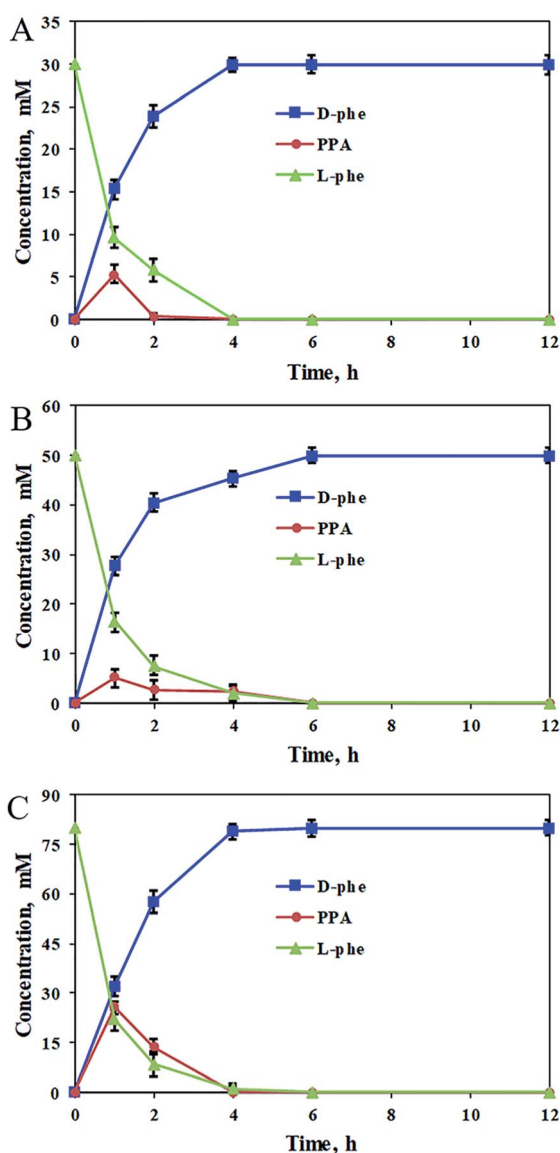 A
35
30
25
20
15
10
5
0
Concentration, mM
D-phe
PPA
L-phe
0 2 4 6 8 10 12
Time, h
B
60
50
40
30
20
10
0
Concentration, mM
D-phe
PPA
L-phe
0 2 4 6 8 10 12
Time, h
C
90
75
60
45
30
15
0
Concentration, mM
D-phe
PPA
L-phe
0 2 4 6 8 10 12
Time, h